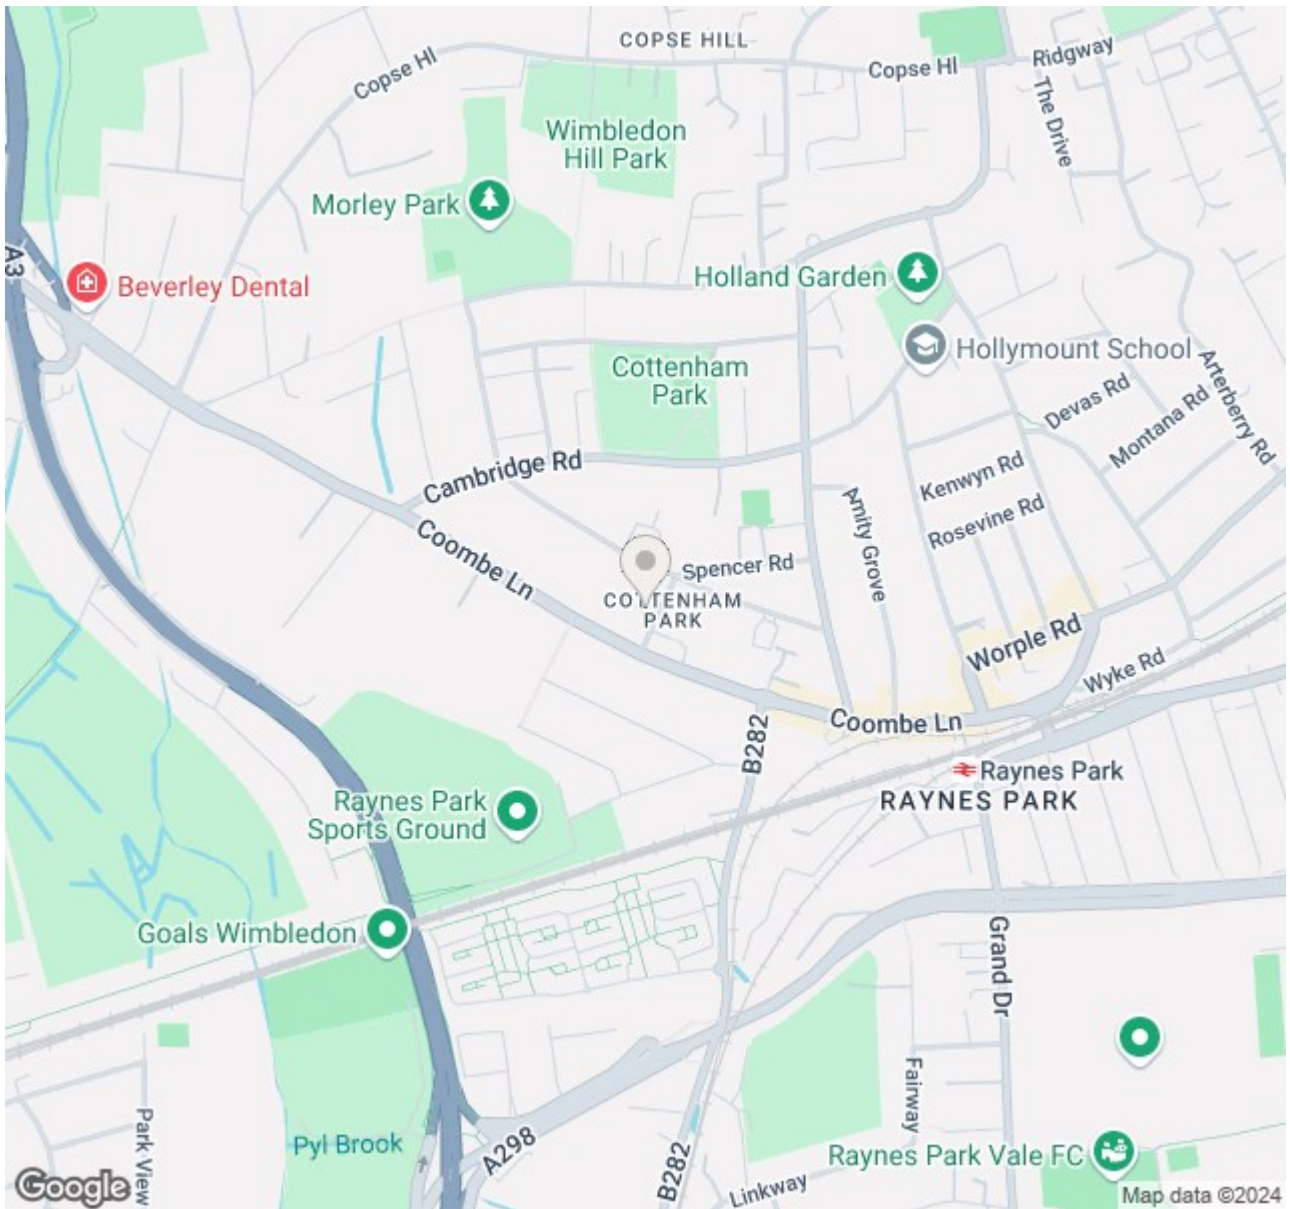 COPSE HILL
Copse Hl
Copse Hl
Ridgway
The Drive
Wimbledon
Hill Park
Morley Park
A3
Beverley Dental
Holland Garden
Hollymount School
Cottenham
Park
Devas Rd
Montana Rd
Arterberry Rd
Cambridge Rd
Kenwyn Rd
Rosevine Rd
Amity Grove
Coombe Ln
Spencer Rd
COTTENHAM
PARK
Worple Rd
Wyke Rd
Coombe Ln
B282
Raynes Park
RAYNES PARK
Raynes Park
Sports Ground
Goals Wimbledon
Grand Dr
Fairway
Park View
Pyl Brook
A298
B282
Linkway
Raynes Park Vale FC
Google
Map data ©2024